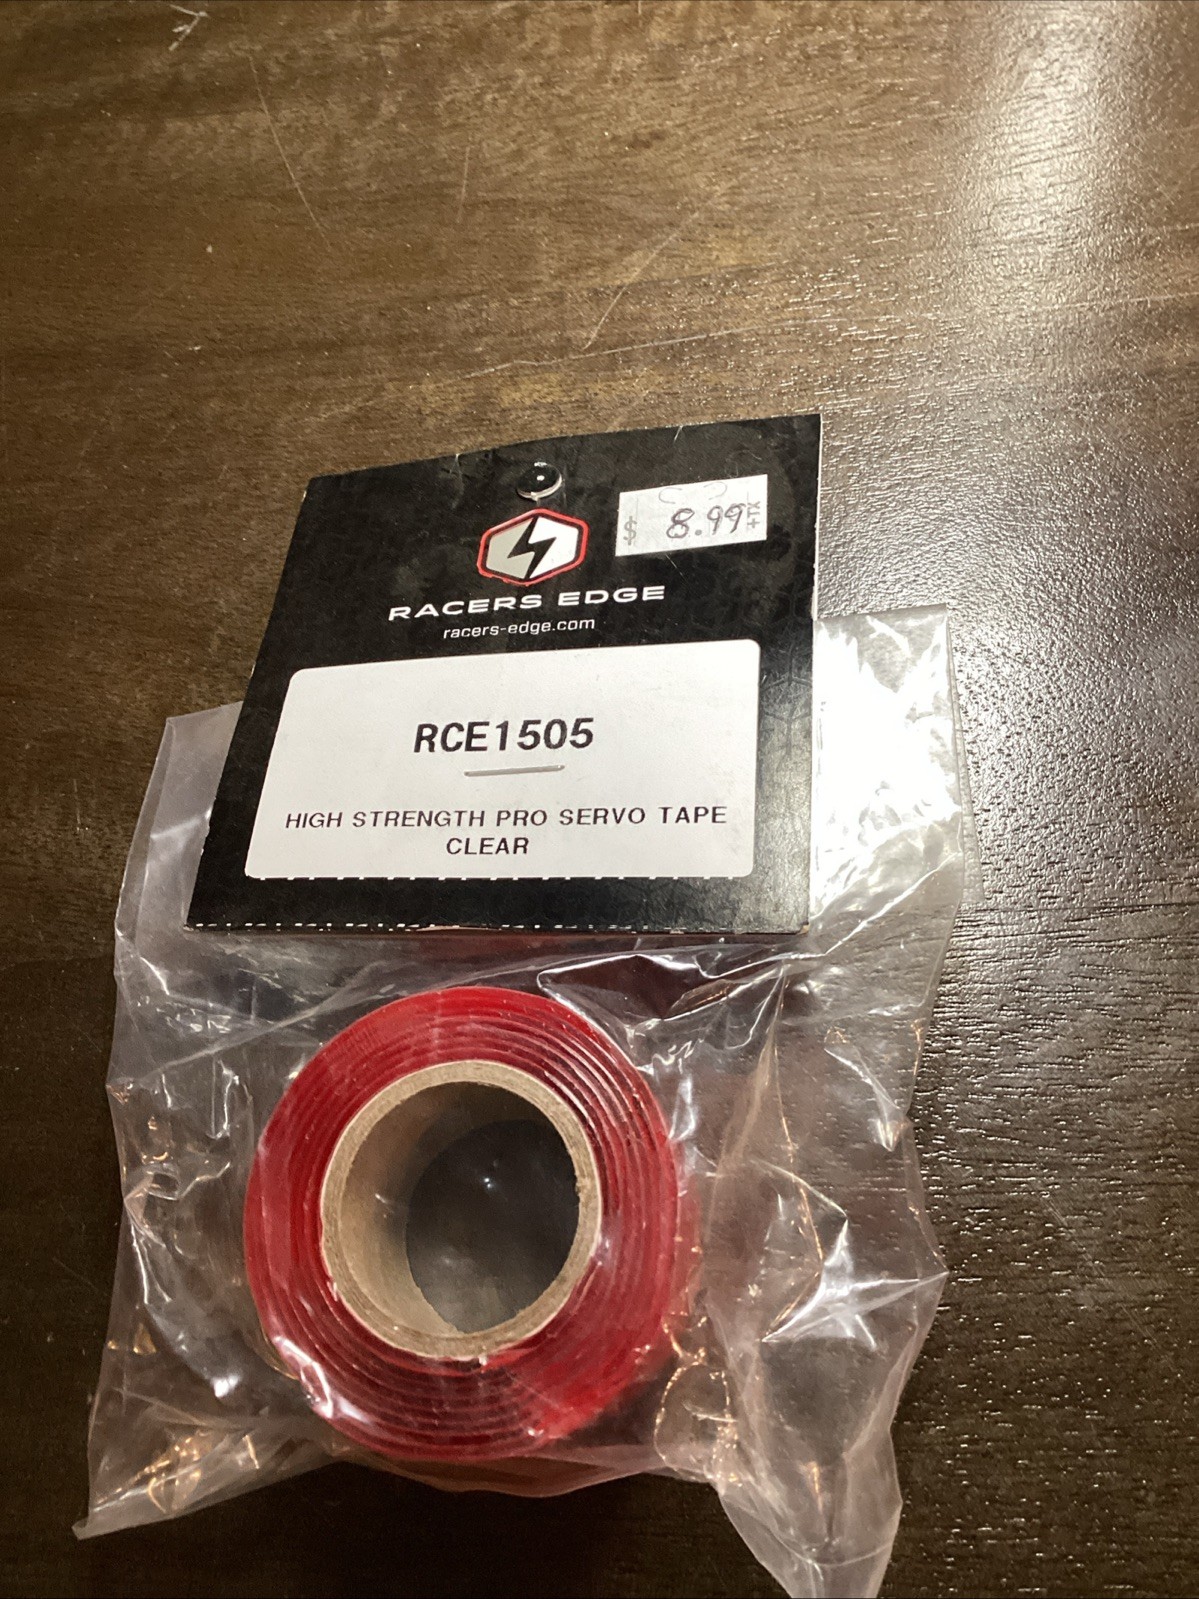 $ 8.99 +TX
RACERS EDGE
racers-edge.com
RCE1505
HIGH STRENGTH PRO SERVO TAPE
CLEAR